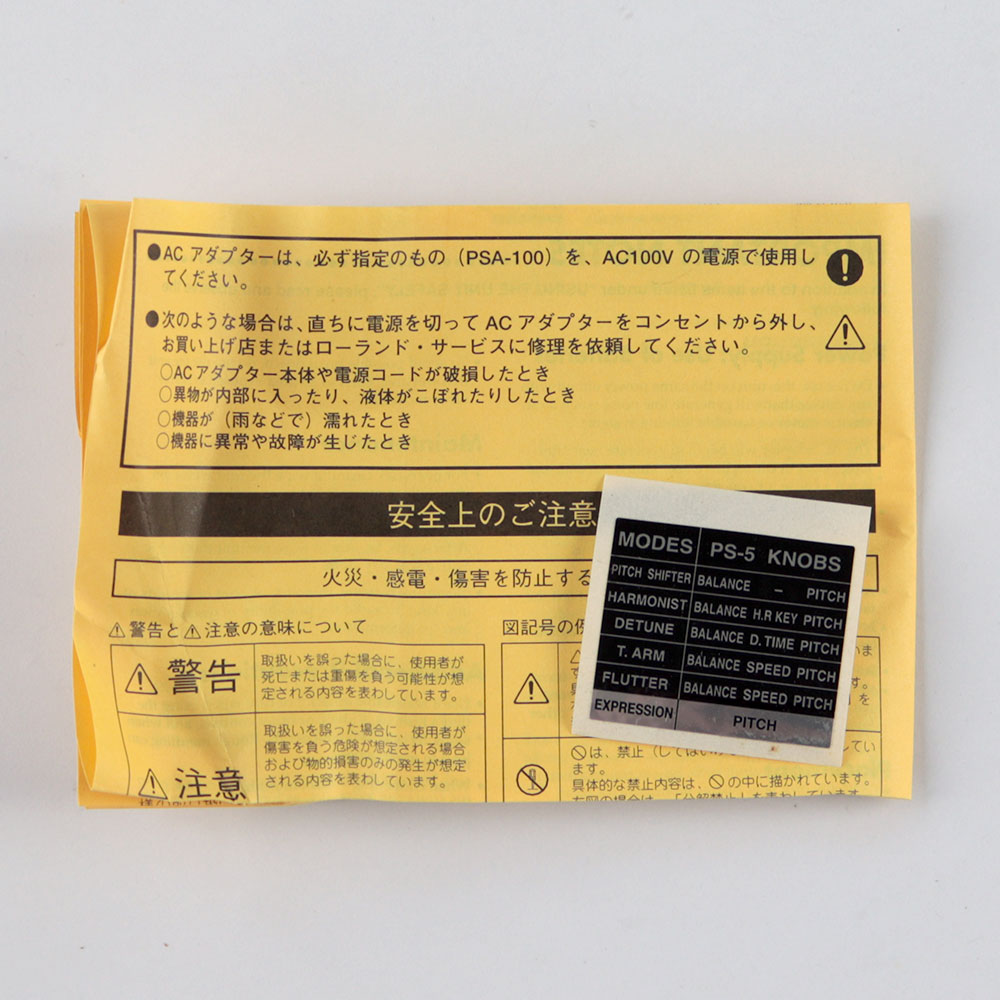 ●AC アダプターは、必ず指定のもの（PSA-100）を、AC100V の電源で使用し
てください。
●次のような場合は、直ちに電源を切って AC アダプターをコンセントから外し、
お買い上げ店またはローランド・サービスに修理を依頼してください。
○ACアダプター本体や電源コードが破損したとき
○異物が内部に入ったり、液体がこぼれたりしたとき
○機器が（雨などで）濡れたとき
○機器に異常や故障が生じたとき
安全上のご注意
火災・感電・傷害を防止する
⚠警告と⚠注意の意味について
⚠警告
取扱いを誤った場合に、使用者が
死亡または重傷を負う可能性が想
定される内容を表わしています。
⚠注意
取扱いを誤った場合に、使用者が
傷害を負う危険が想定される場合
および物的損害のみの発生が想定
される内容を表わしています。
図記号の例
🛇は、禁止（してはい
ます。
具体的な禁止内容は、🛇の中に描かれています。
MODES PS-5 KNOBS
PITCH SHIFTER BALANCE – PITCH
HARMONIST BALANCE H.R KEY PITCH
DETUNE BALANCE D. TIME PITCH
T. ARM BALANCE SPEED PITCH
FLUTTER BALANCE SPEED PITCH
EXPRESSION PITCH